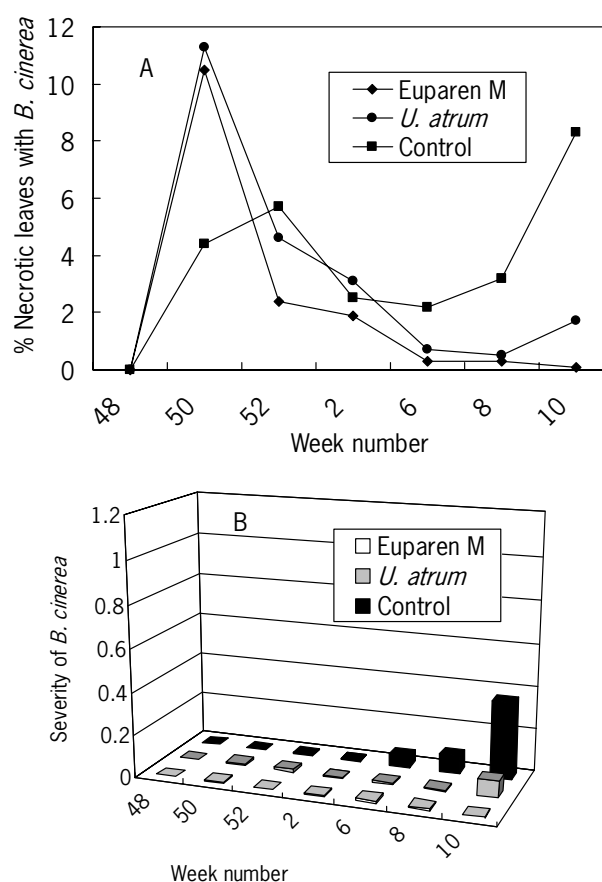 A
12
10
8
6
4
2
0
% Necrotic leaves with B. cinerea
Euparen M
U. atrum
Control
48
50
52
2
6
8
10
Week number
B
1.2
1
0.8
0.6
0.4
0.2
0
Severity of B. cinerea
Euparen M
U. atrum
Control
48
50
52
2
6
8
10
Week number